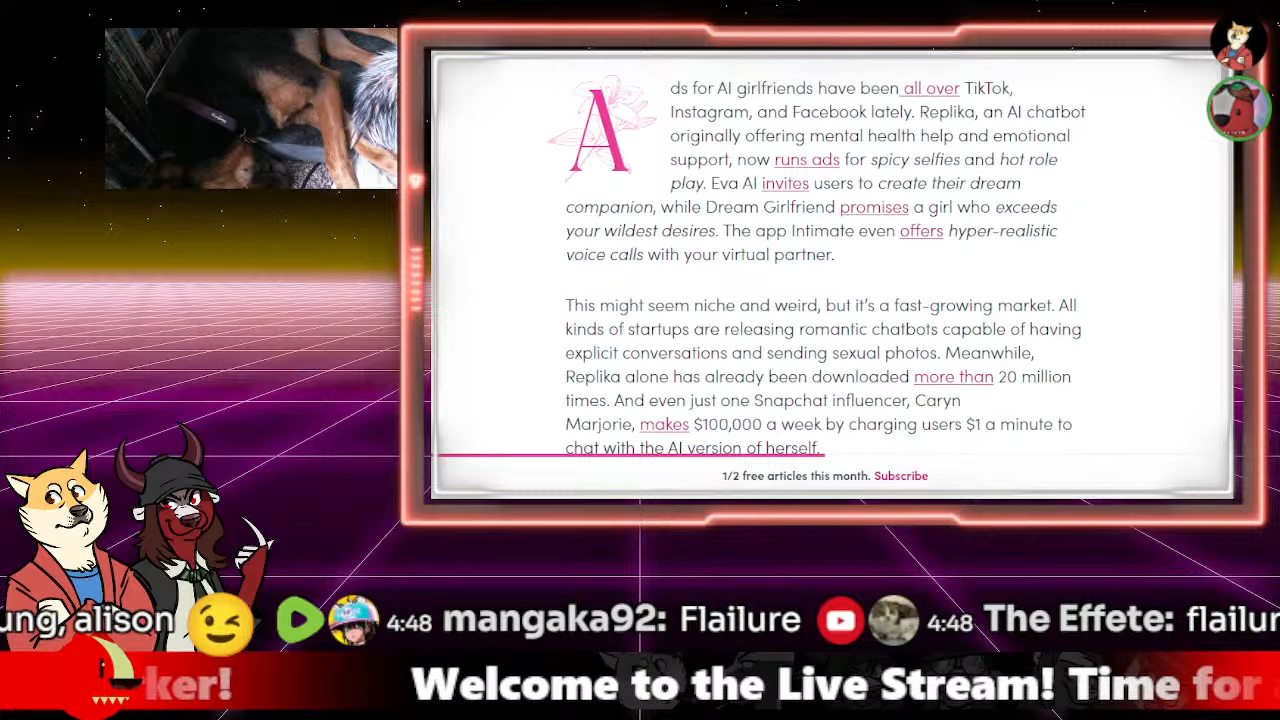 Ads for AI girlfriends have been all over TikTok,
Instagram, and Facebook lately. Replika, an AI chatbot
originally offering mental health help and emotional
support, now runs ads for spicy selfies and hot role
play. Eva AI invites users to create their dream
companion, while Dream Girlfriend promises a girl who exceeds
your wildest desires. The app Intimate even offers hyper-realistic
voice calls with your virtual partner.
This might seem niche and weird, but it's a fast-growing market. All
kinds of startups are releasing romantic chatbots capable of having
explicit conversations and sending sexual photos. Meanwhile,
Replika alone has already been downloaded more than 20 million
times. And even just one Snapchat influencer, Caryn
Marjorie, makes $100,000 a week by charging users $1 a minute to
chat with the AI version of herself.
1/2 free articles this month. Subscribe
ung, alison 4:48 mangaka92: Flailure 4:48 The Effete: flailur
ker! Welcome to the Live Stream! Time for